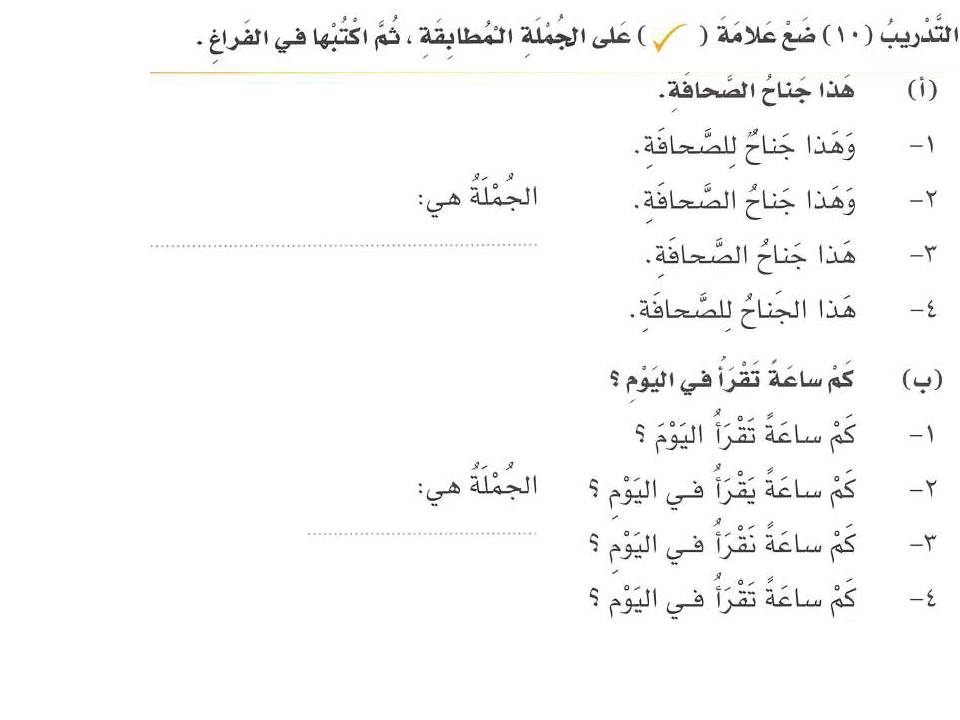 التَّدْريبُ (١٠) ضَعْ عَلامَةَ ( ✓ ) عَلى الجُمْلَةِ المُطابِقَةِ ، ثُمَّ اكْتُبْها في الفَراغِ .
(أ) هَذا جَناحُ الصَّحافَةِ.
١- وَهَذا جَناحٌ لِلصَّحافَةِ.
٢- وَهَذا جَناحُ الصَّحافَةِ.
الجُمْلَةُ هي:
٣- هَذا جَناحُ الصَّحافَةِ.
٤- هَذا الجَناحُ لِلصَّحافَةِ.
(ب) كَمْ ساعَةً تَقْرَأُ في اليَوْمِ ؟
١- كَمْ ساعَةً تَقْرَأُ اليَوْمَ ؟
٢- كَمْ ساعَةً يَقْرَأُ في اليَوْمِ ؟
الجُمْلَةُ هي:
٣- كَمْ ساعَةً نَقْرَأُ في اليَوْمِ ؟
٤- كَمْ ساعَةً تَقْرَأُ في اليَوْمِ ؟